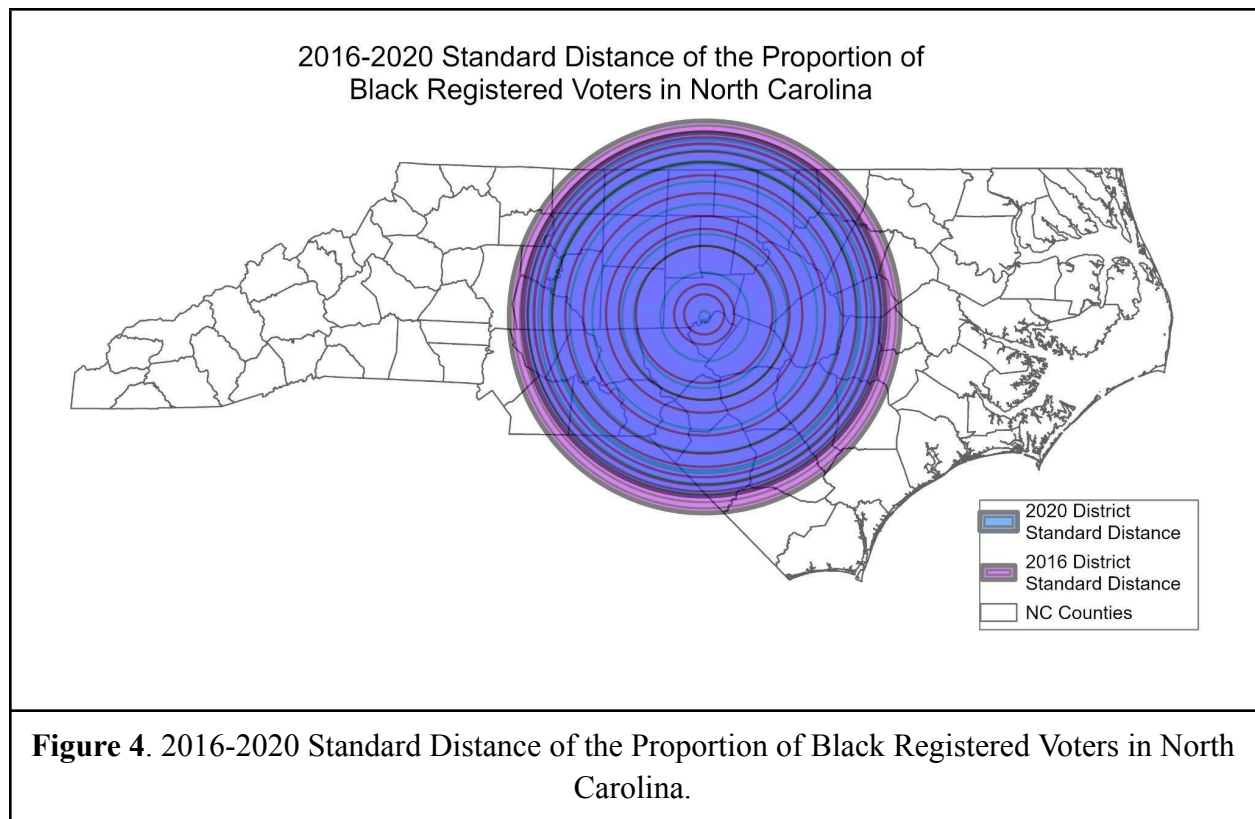 2016-2020 Standard Distance of the Proportion of
Black Registered Voters in North Carolina
2020 District
Standard Distance
2016 District
Standard Distance
NC Counties
Figure 4. 2016-2020 Standard Distance of the Proportion of Black Registered Voters in North
Carolina.